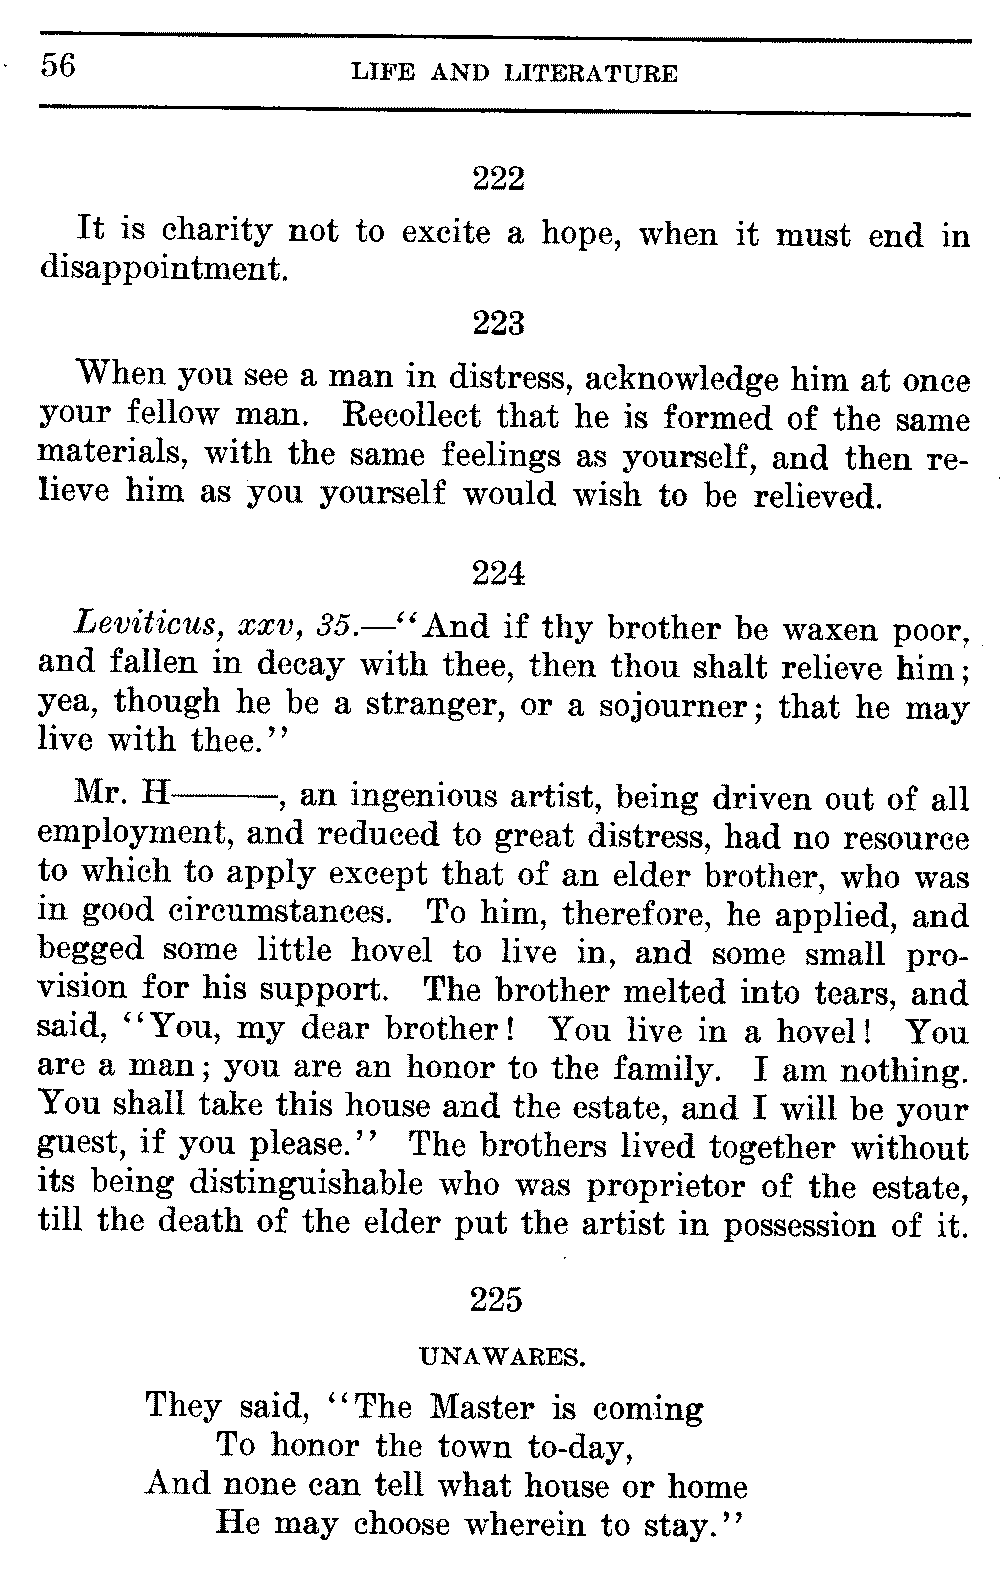 56 LIFE AND LITERATURE
222
It is charity not to excite a hope, when it must end in
disappointment.
223
When you see a man in distress, acknowledge him at once
your fellow man. Recollect that he is formed of the same
materials, with the same feelings as yourself, and then re-
lieve him as you yourself would wish to be relieved.
224
Leviticus, xxv, 35.—“And if thy brother be waxen poor,
and fallen in decay with thee, then thou shalt relieve him;
yea, though he be a stranger, or a sojourner; that he may
live with thee.”
Mr. H———, an ingenious artist, being driven out of all
employment, and reduced to great distress, had no resource
to which to apply except that of an elder brother, who was
in good circumstances. To him, therefore, he applied, and
begged some little hovel to live in, and some small pro-
vision for his support. The brother melted into tears, and
said, “You, my dear brother! You live in a hovel! You
are a man; you are an honor to the family. I am nothing.
You shall take this house and the estate, and I will be your
guest, if you please.” The brothers lived together without
its being distinguishable who was proprietor of the estate,
till the death of the elder put the artist in possession of it.
225
UNAWARES.
They said, “The Master is coming
To honor the town to-day,
And none can tell what house or home
He may choose wherein to stay.”